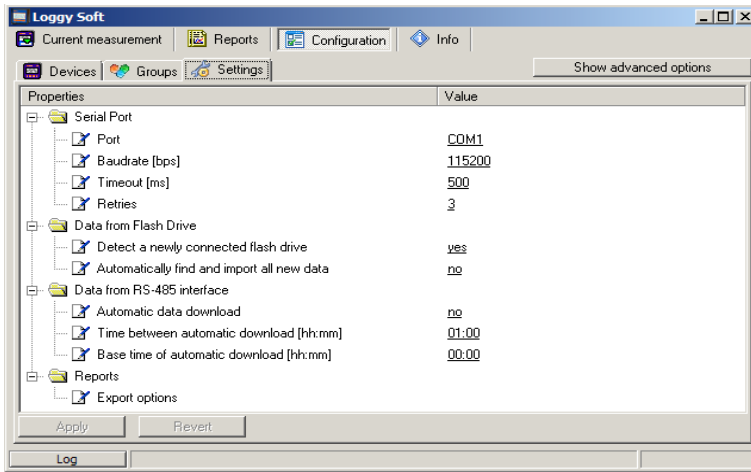 Loggy Soft
Current measurement Reports Configuration Info
Devices Groups Settings Show advanced options
Properties Value
Serial Port
Port COM1
Baudrate [bps] 115200
Timeout [ms] 500
Retries 3
Data from Flash Drive
Detect a newly connected flash drive yes
Automatically find and import all new data no
Data from RS-485 interface
Automatic data download no
Time between automatic download [hh:mm] 01:00
Base time of automatic download [hh:mm] 00:00
Reports
Export options
Apply Revert
Log